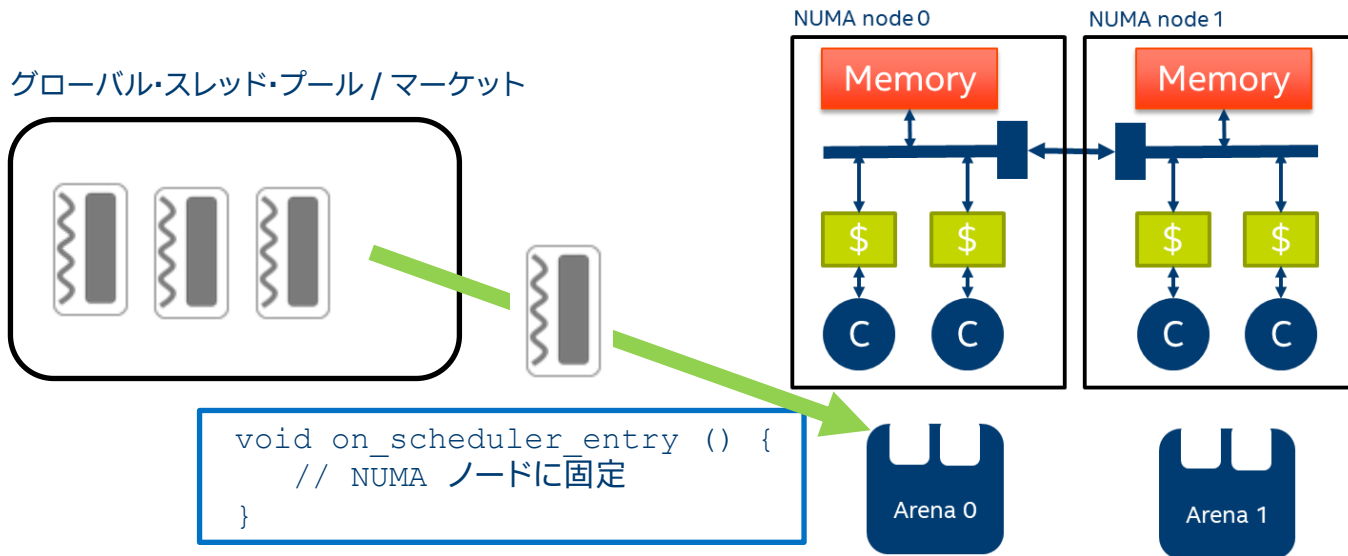 グローバル・スレッド・プール / マーケット
NUMA node 0
NUMA node 1
Memory
Memory
$
$
$
$
C
C
C
C
void on_scheduler_entry () {
// NUMA ノードに固定
}
Arena 0
Arena 1